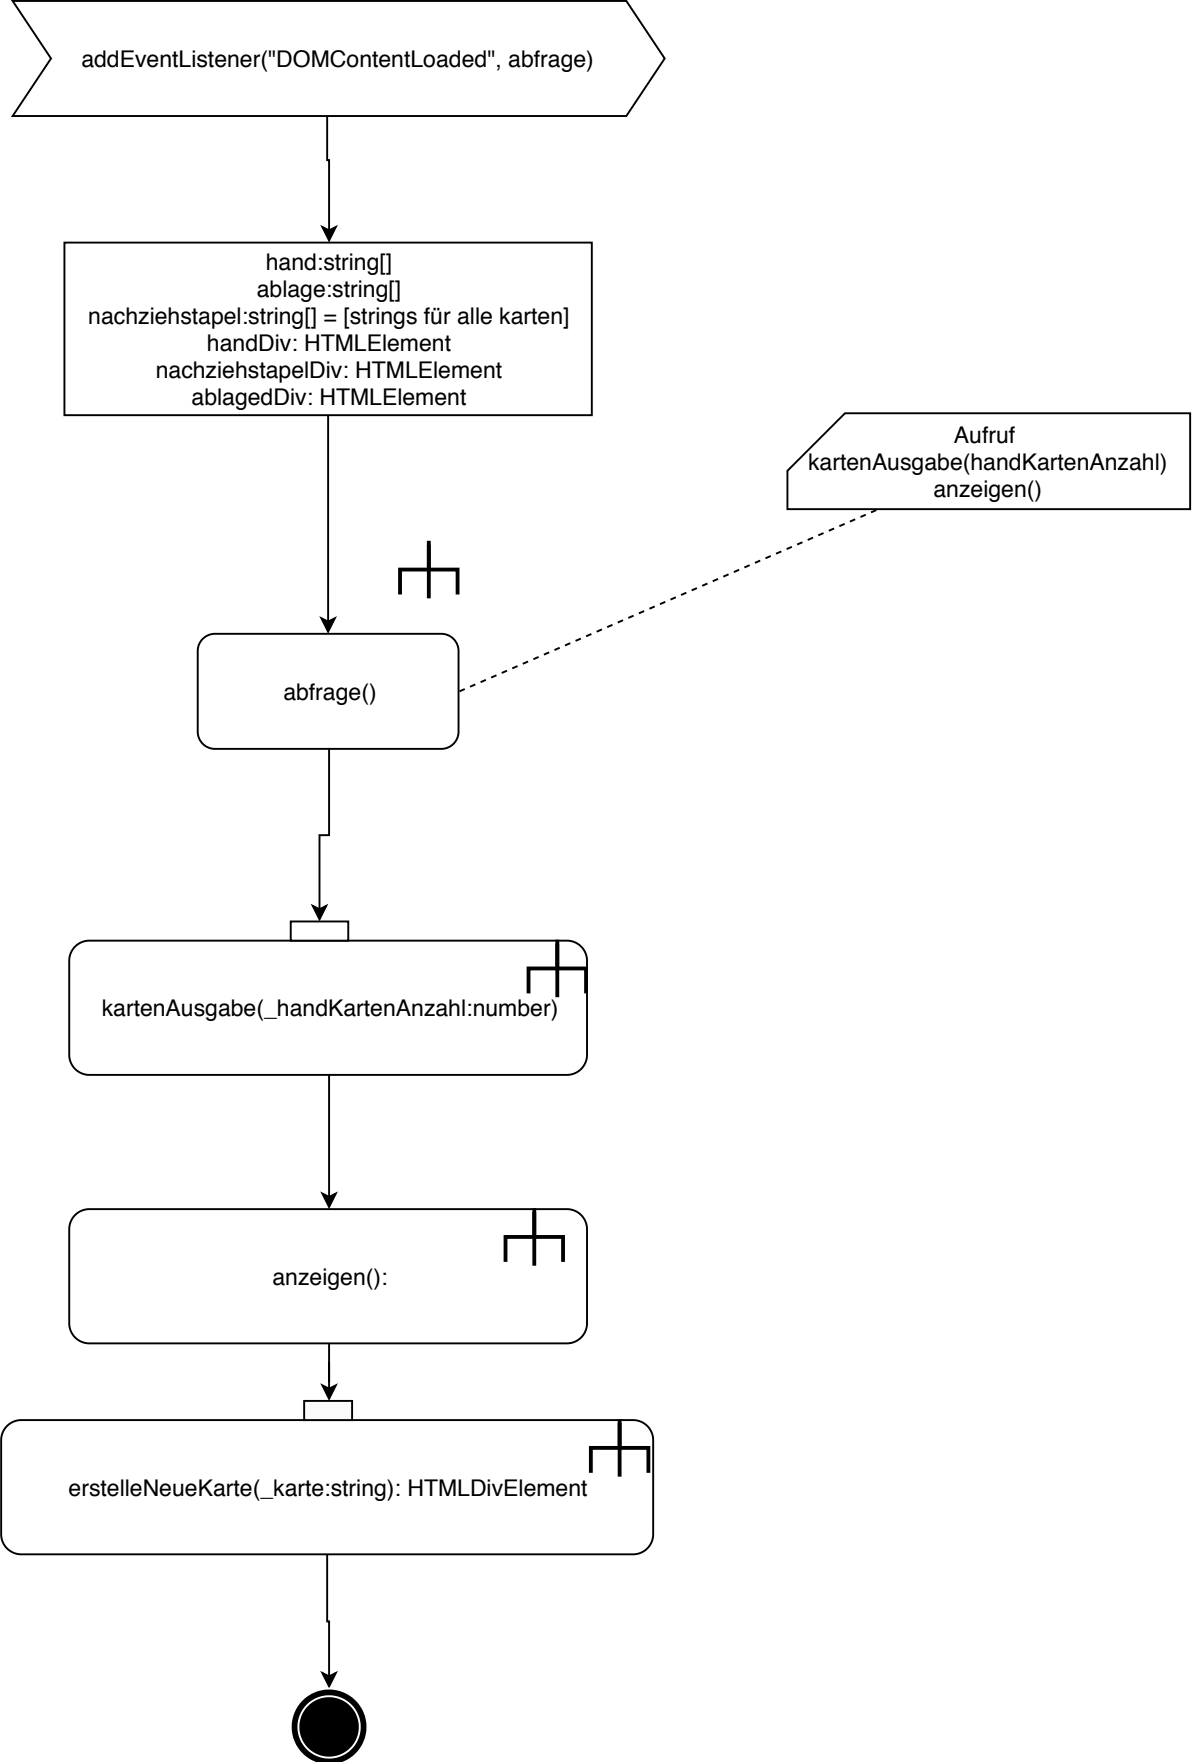 addEventListener("DOMContentLoaded", abfrage)
hand:string[]
ablage:string[]
nachziehstapel:string[] = [strings für alle karten]
handDiv: HTMLElement
nachziehstapelDiv: HTMLElement
ablagedDiv: HTMLElement
Aufruf
kartenAusgabe(handKartenAnzahl)
anzeigen()
abfrage()
kartenAusgabe(_handKartenAnzahl:number)
anzeigen():
erstelleNeueKarte(_karte:string): HTMLDivElement